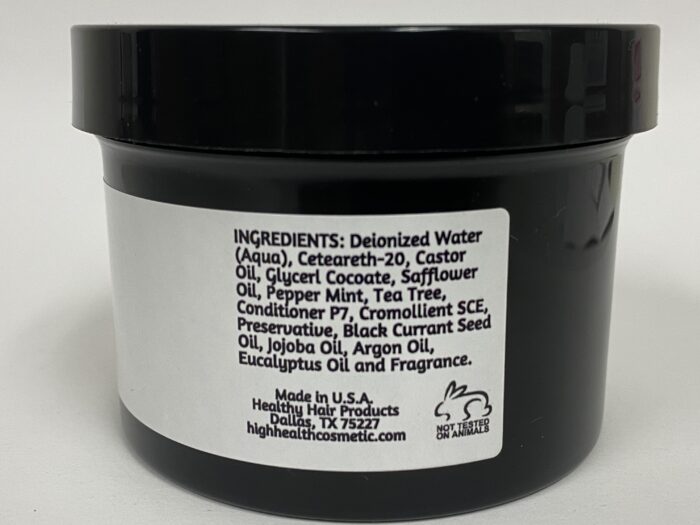 INGREDIENTS: Deionized Water
(Aqua), Ceteareth-20, Castor
Oil, Glycerl Cocoate, Safflower
Oil, Pepper Mint, Tea Tree,
Conditioner P7, Cromollient SCE,
Preservative, Black Currant Seed
Oil, Jojoba Oil, Argon Oil,
Eucalyptus Oil and Fragrance.
Made in U.S.A.
Healthy Hair Products
Dallas, TX 75227
highhealthcosmetic.com
NOT TESTED
ON ANIMALS